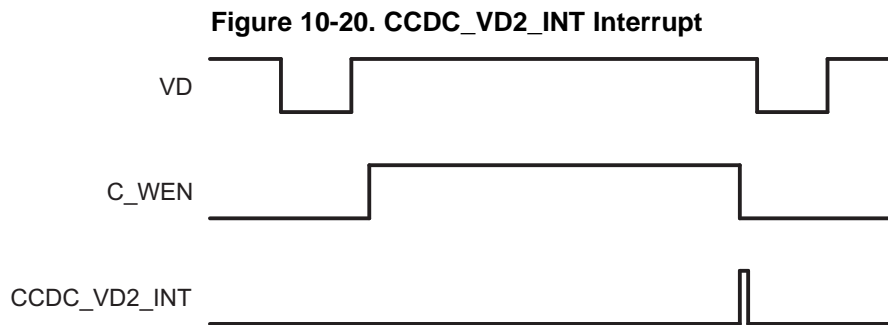 Figure 10-20. CCDC_VD2_INT Interrupt
VD
C_WEN
CCDC_VD2_INT